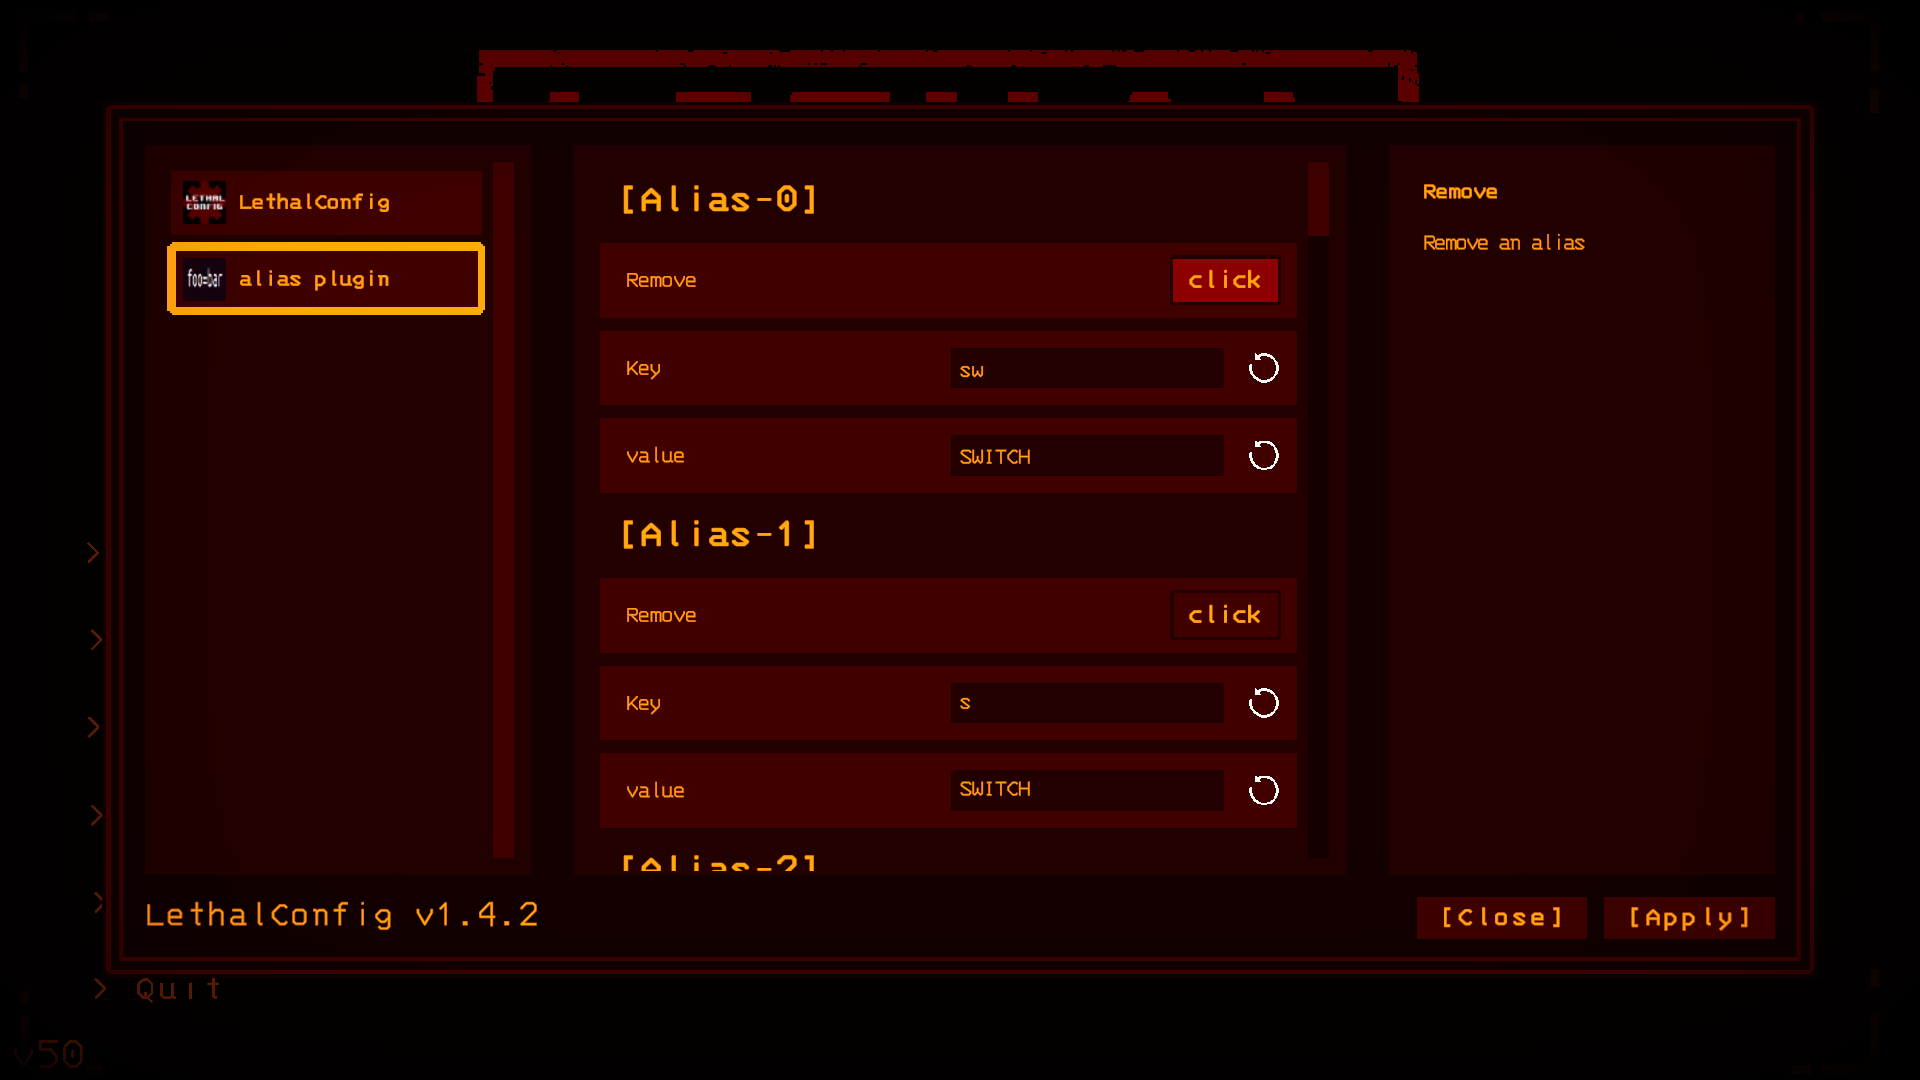 LETHAL
CONFIG
LethalConfig
foo=bar
alias plugin
[Alias-0]
Remove
click
Key
sw
value
SWITCH
[Alias-1]
Remove
click
Key
s
value
SWITCH
[Alias-2]
Remove
Remove an alias
LethalConfig v1.4.2
[Close]
[Apply]
> Quit
v50